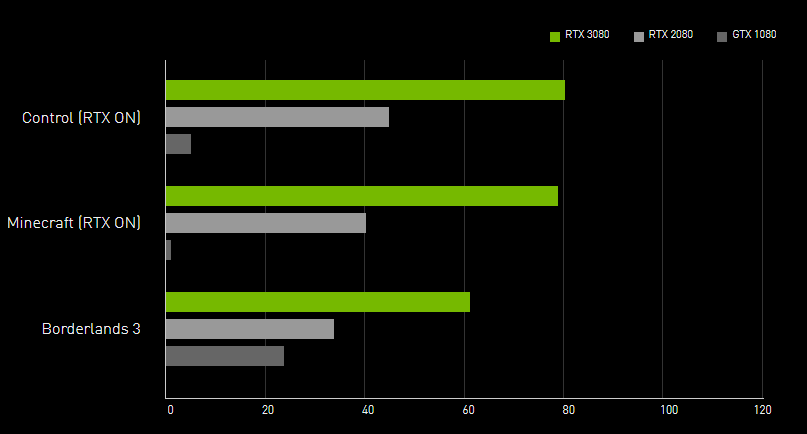 RTX 3080 RTX 2080 GTX 1080
Control (RTX ON)
Minecraft (RTX ON)
Borderlands 3
0 20 40 60 80 100 120